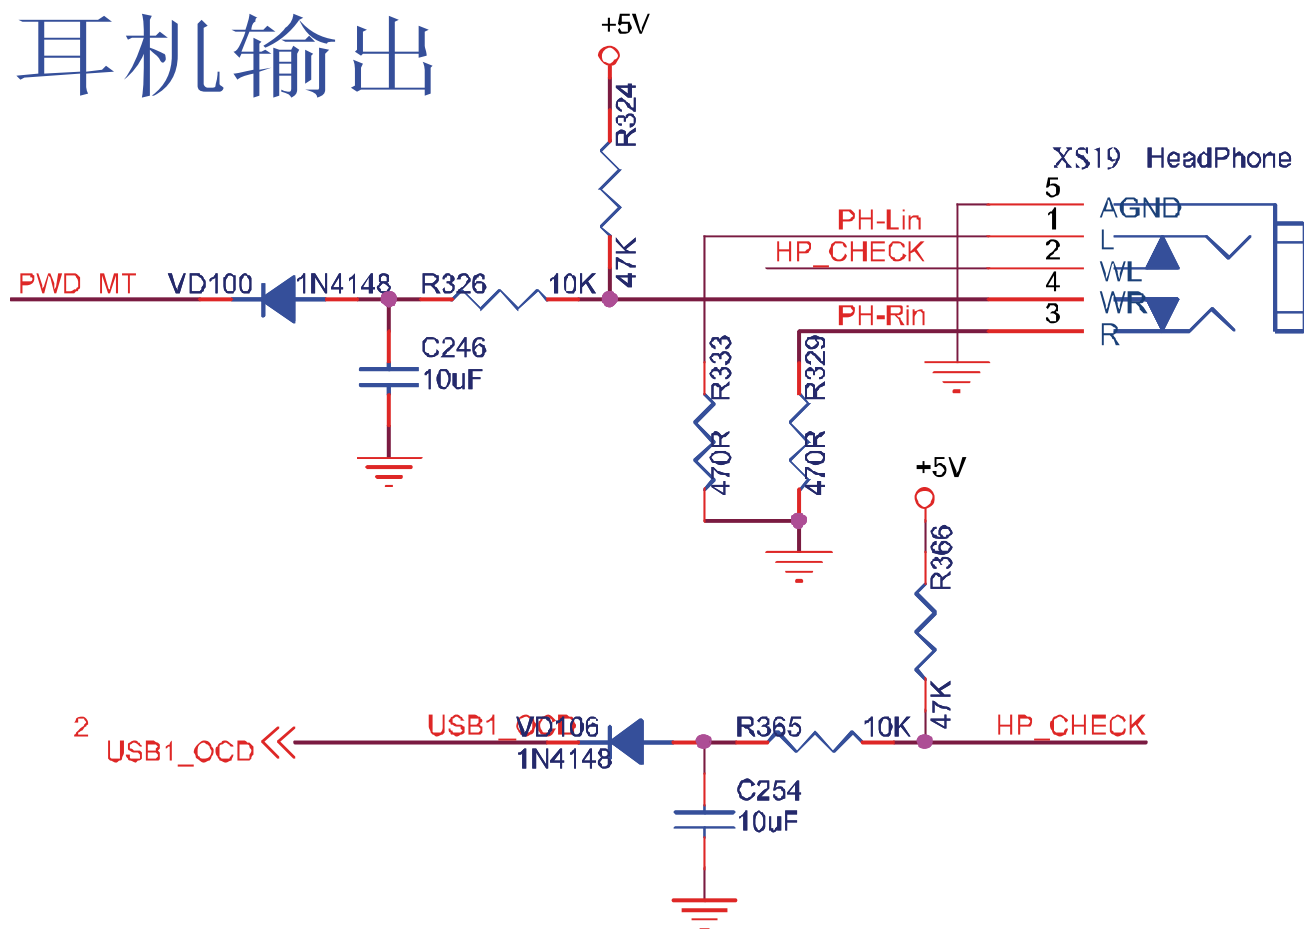 耳机输出
+5V
R324
47K
XS19 HeadPhone
5
AGND
PH-Lin
1
L
HP_CHECK
2
WL
PWD_MT
VD100
1N4148
R326
10K
4
WR
PH-Rin
3
R
C246
10uF
R333
470R
R329
470R
+5V
R366
47K
2
USB1_OCD
USB1_OCD
VD106
1N4148
R365
10K
HP_CHECK
C254
10uF